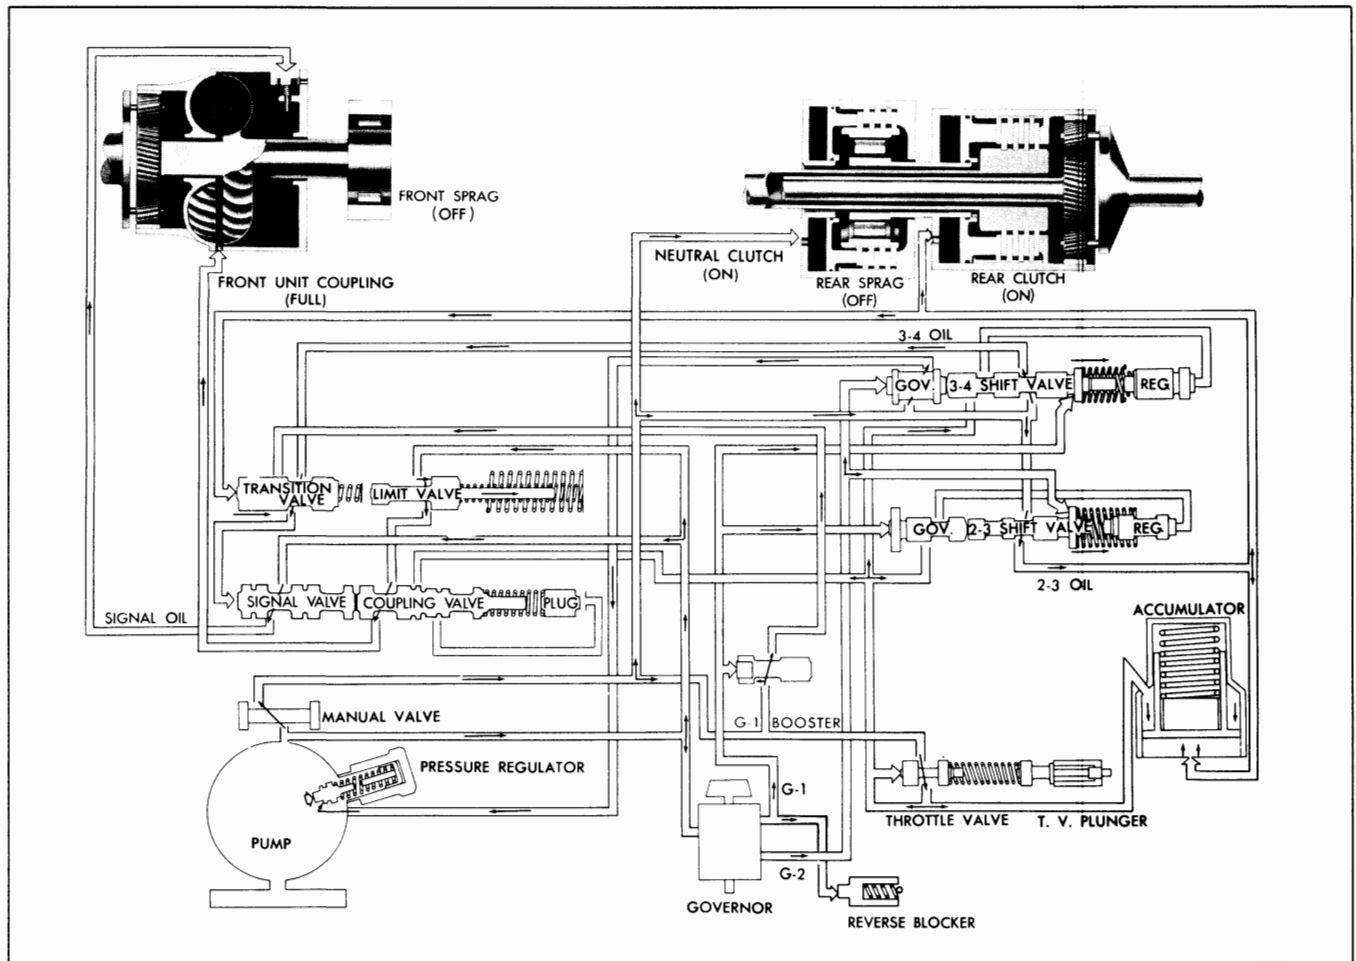 FRONT SPRAG
(OFF)
FRONT UNIT COUPLING
(FULL)
NEUTRAL CLUTCH
(ON)
REAR SPRAG
(OFF)
REAR CLUTCH
(ON)
3-4 OIL
GOV. 3-4 SHIFT VALVE REG.
TRANSITION
VALVE
LIMIT VALVE
GOV. 2-3 SHIFT VALVE REG.
2-3 OIL
SIGNAL VALVE COUPLING VALVE PLUG
SIGNAL OIL
ACCUMULATOR
MANUAL VALVE
G-1 BOOSTER
PRESSURE REGULATOR
G-1
THROTTLE VALVE T. V. PLUNGER
PUMP
G-2
GOVERNOR
REVERSE BLOCKER